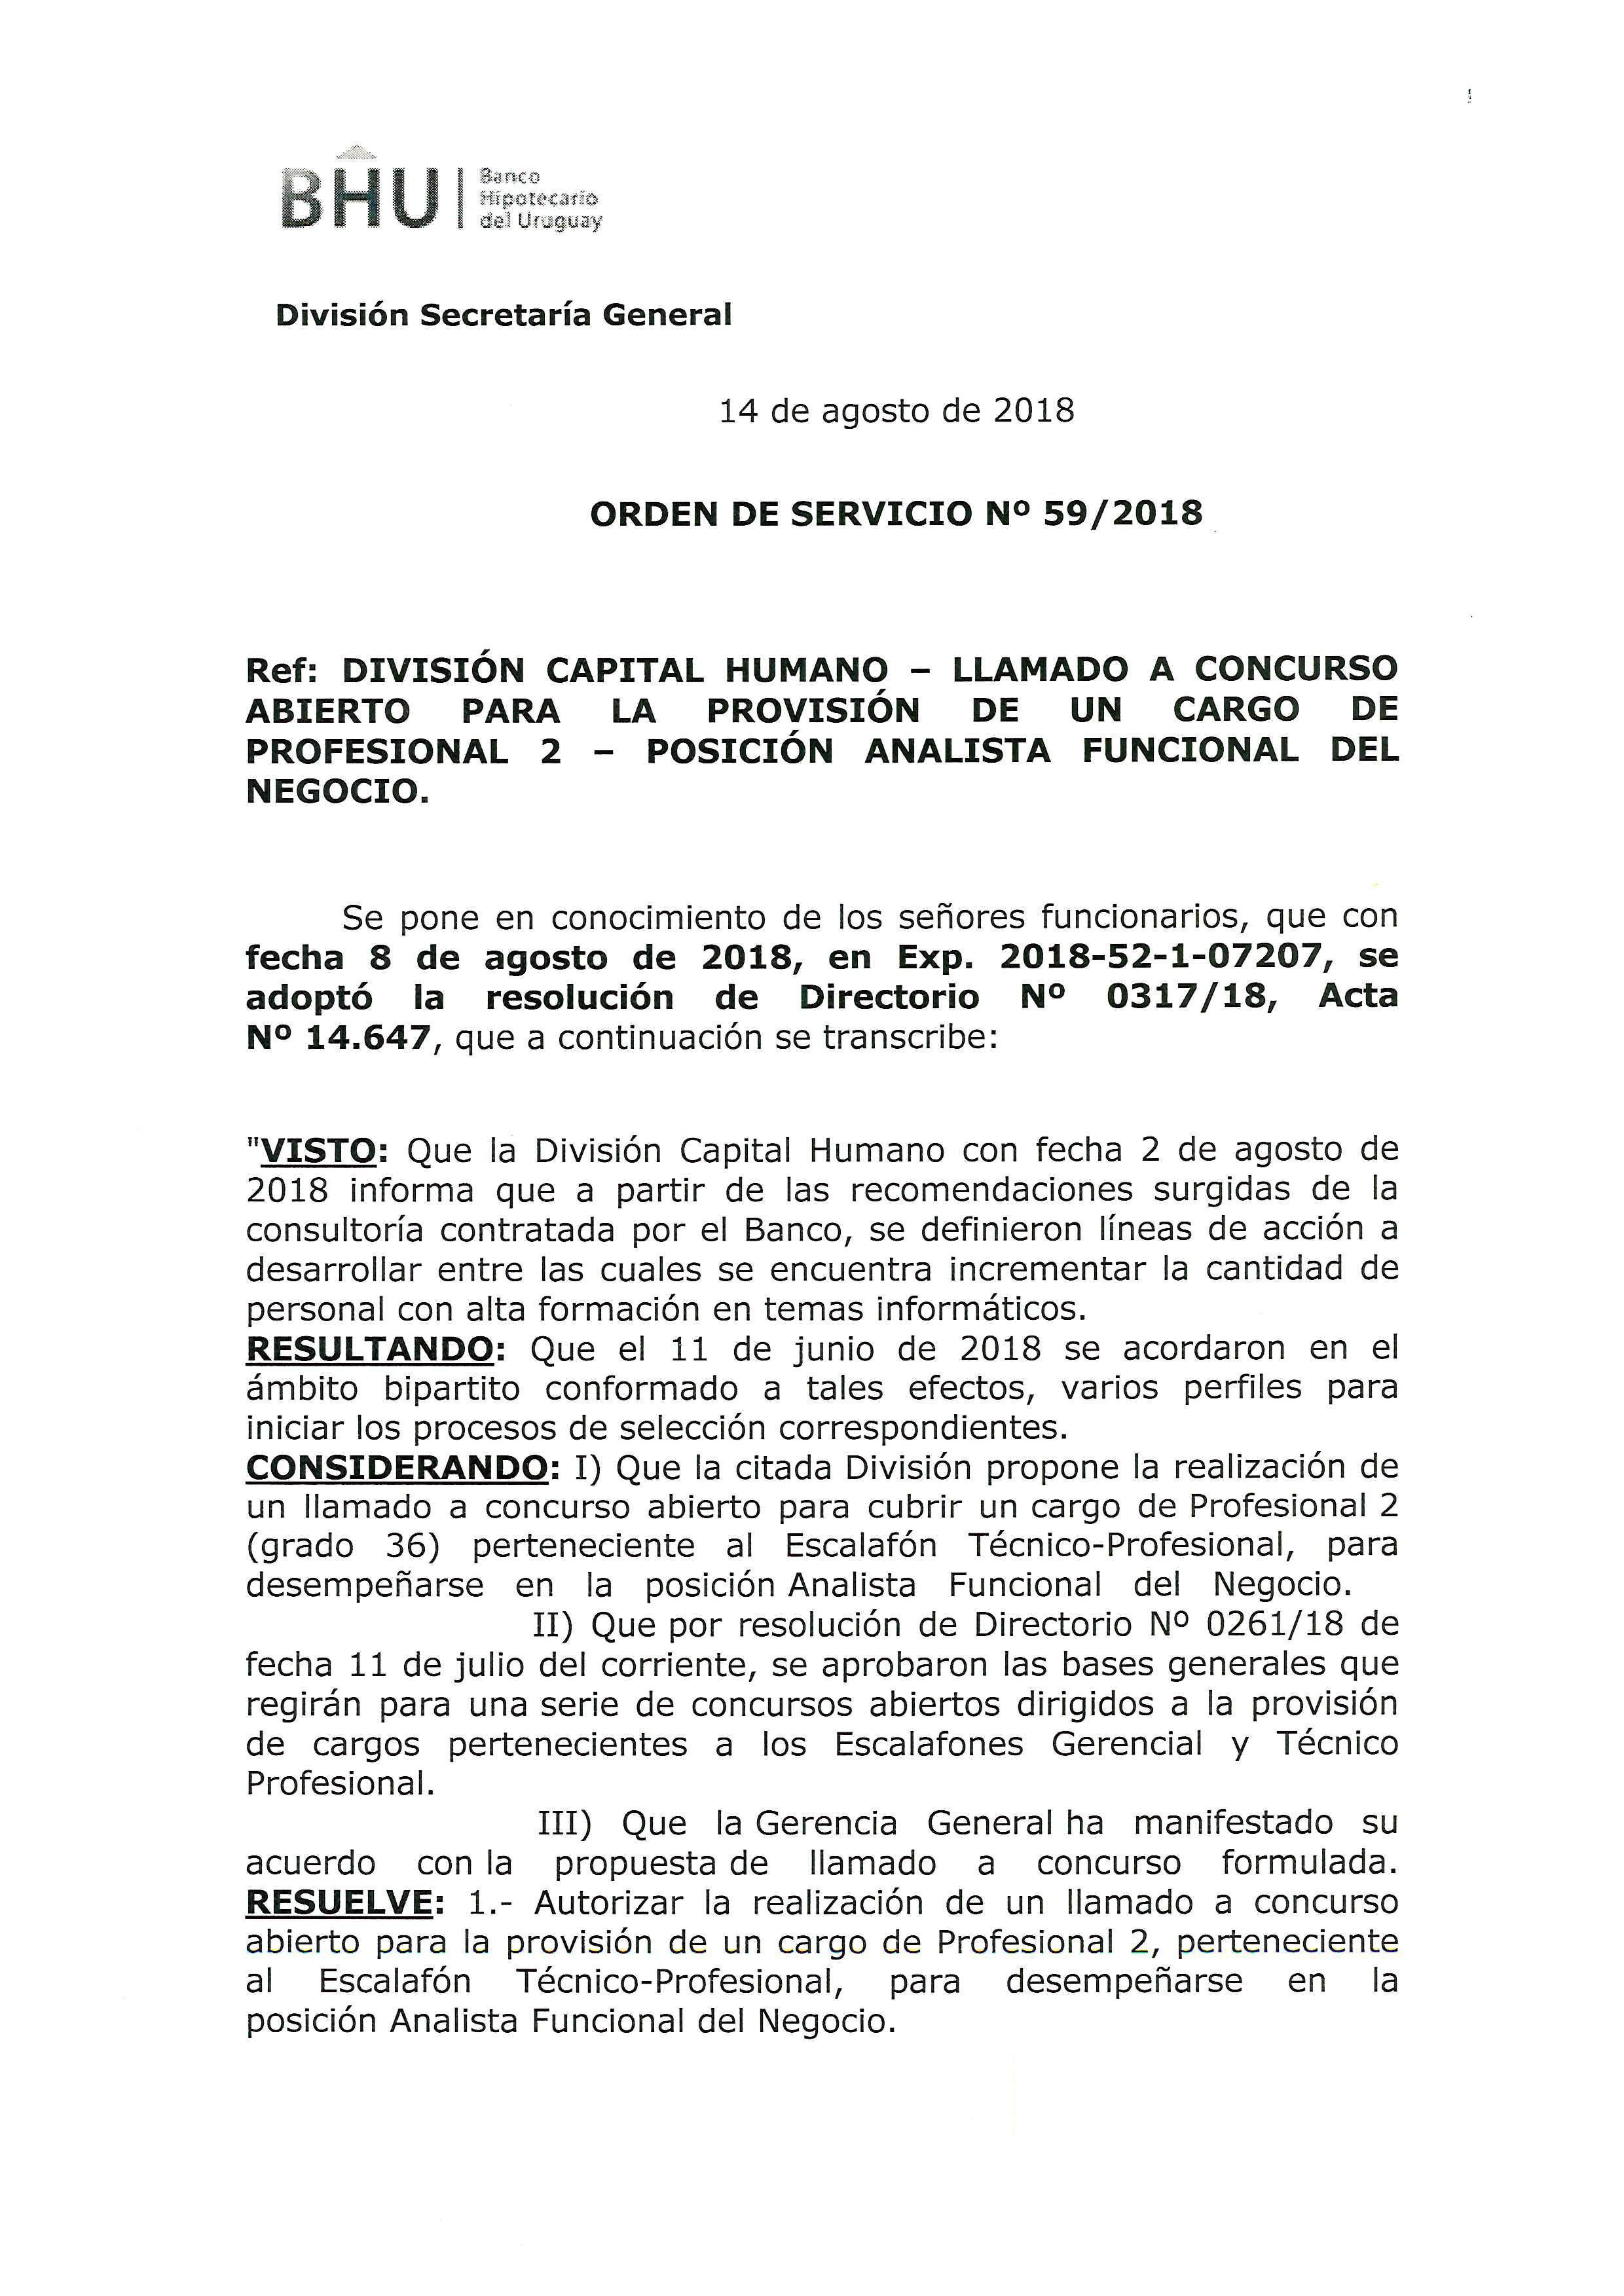 BHU
Banco
Hipotecario
del Uruguay
División Secretaría General
14 de agosto de 2018
ORDEN DE SERVICIO Nº 59/2018
Ref: DIVISIÓN CAPITAL HUMANO – LLAMADO A CONCURSO
ABIERTO PARA LA PROVISIÓN DE UN CARGO DE
PROFESIONAL 2 – POSICIÓN ANALISTA FUNCIONAL DEL
NEGOCIO.
Se pone en conocimiento de los señores funcionarios, que con
fecha 8 de agosto de 2018, en Exp. 2018-52-1-07207, se
adoptó la resolución de Directorio Nº 0317/18, Acta
Nº 14.647, que a continuación se transcribe:
"VISTO: Que la División Capital Humano con fecha 2 de agosto de
2018 informa que a partir de las recomendaciones surgidas de la
consultoría contratada por el Banco, se definieron líneas de acción a
desarrollar entre las cuales se encuentra incrementar la cantidad de
personal con alta formación en temas informáticos.
RESULTANDO: Que el 11 de junio de 2018 se acordaron en el
ámbito bipartito conformado a tales efectos, varios perfiles para
iniciar los procesos de selección correspondientes.
CONSIDERANDO: I) Que la citada División propone la realización de
un llamado a concurso abierto para cubrir un cargo de Profesional 2
(grado 36) perteneciente al Escalafón Técnico-Profesional, para
desempeñarse en la posición Analista Funcional del Negocio.
II) Que por resolución de Directorio Nº 0261/18 de
fecha 11 de julio del corriente, se aprobaron las bases generales que
regirán para una serie de concursos abiertos dirigidos a la provisión
de cargos pertenecientes a los Escalafones Gerencial y Técnico
Profesional.
III) Que la Gerencia General ha manifestado su
acuerdo con la propuesta de llamado a concurso formulada.
RESUELVE: 1.- Autorizar la realización de un llamado a concurso
abierto para la provisión de un cargo de Profesional 2, perteneciente
al Escalafón Técnico-Profesional, para desempeñarse en la
posición Analista Funcional del Negocio.